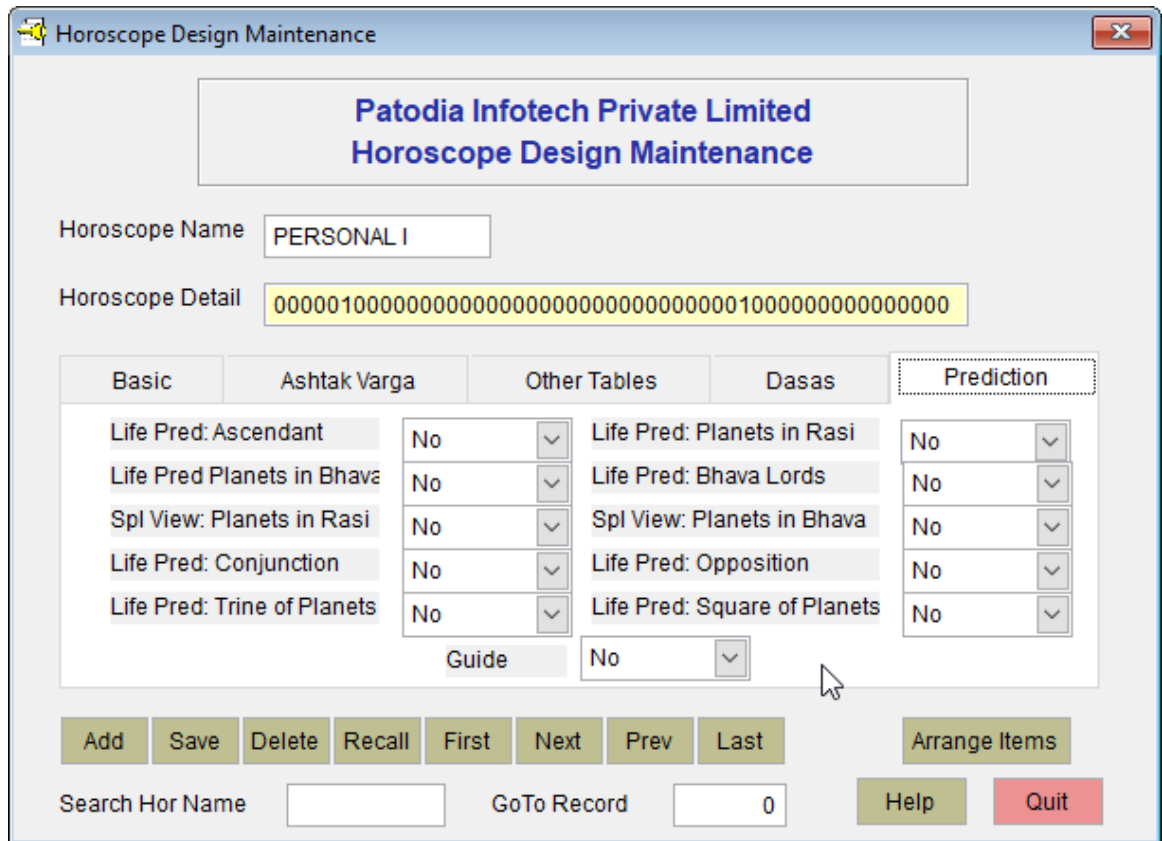 Horoscope Design Maintenance
Patodia Infotech Private Limited
Horoscope Design Maintenance
Horoscope Name PERSONAL I
Horoscope Detail 000001000000000000000000000000000100000000000000
Basic Ashtak Varga Other Tables Dasas Prediction
Life Pred: Ascendant No Life Pred: Planets in Rasi No
Life Pred Planets in Bhava No Life Pred: Bhava Lords No
Spl View: Planets in Rasi No Spl View: Planets in Bhava No
Life Pred: Conjunction No Life Pred: Opposition No
Life Pred: Trine of Planets No Life Pred: Square of Planets No
Guide No
Add Save Delete Recall First Next Prev Last Arrange Items
Search Hor Name GoTo Record 0 Help Quit